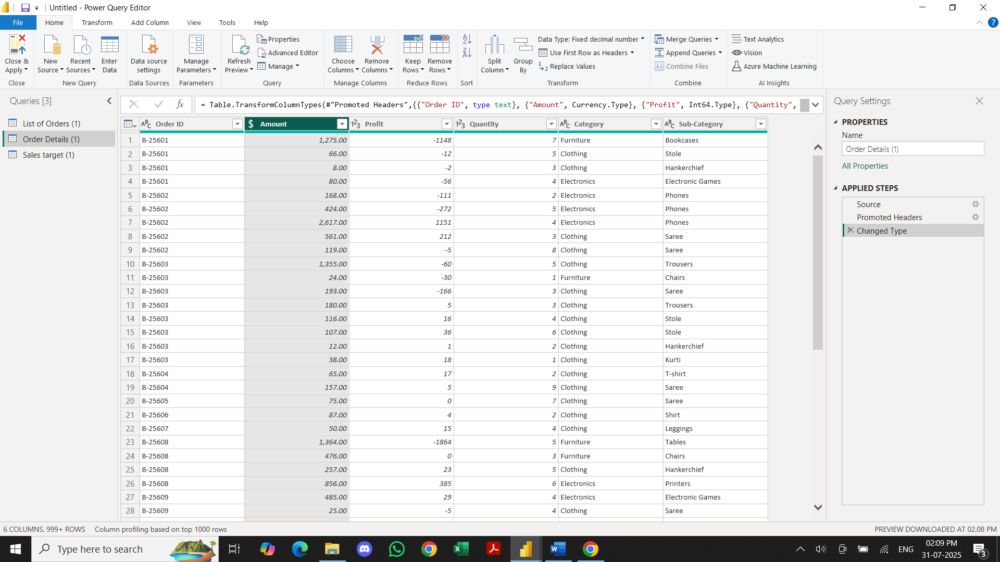 Untitled - Power Query Editor
File Home Transform Add Column View Tools Help
Close & Apply
Close
New Source
Recent Sources
Enter Data
New Query
Data source settings
Data Sources
Manage Parameters
Parameters
Refresh Preview
Properties
Advanced Editor
Manage
Query
Choose Columns
Remove Columns
Manage Columns
Keep Rows
Remove Rows
Reduce Rows
Sort
Split Column
Group By
Data Type: Fixed decimal number
Use First Row as Headers
Replace Values
Transform
Merge Queries
Append Queries
Combine Files
Combine
Text Analytics
Vision
Azure Machine Learning
AI Insights
Queries [3]
List of Orders (1)
Order Details (1)
Sales target (1)
fx = Table.TransformColumnTypes(#"Promoted Headers",{{"Order ID", type text}, {"Amount", Currency.Type}, {"Profit", Int64.Type}, {"Quantity",
ABC Order ID $ Amount 123 Profit 123 Quantity ABC Category ABC Sub-Category
1 B-25601 1,275.00 -1148 7 Furniture Bookcases
2 B-25601 66.00 -12 5 Clothing Stole
3 B-25601 8.00 -2 3 Clothing Hankerchief
4 B-25601 80.00 -56 4 Electronics Electronic Games
5 B-25602 168.00 -111 2 Electronics Phones
6 B-25602 424.00 -272 5 Electronics Phones
7 B-25602 2,617.00 1151 4 Electronics Phones
8 B-25602 561.00 212 3 Clothing Saree
9 B-25602 119.00 -5 8 Clothing Saree
10 B-25603 1,355.00 -60 5 Clothing Trousers
11 B-25603 24.00 -30 1 Furniture Chairs
12 B-25603 193.00 -166 3 Clothing Saree
13 B-25603 180.00 5 3 Clothing Trousers
14 B-25603 116.00 16 4 Clothing Stole
15 B-25603 107.00 36 6 Clothing Stole
16 B-25603 12.00 1 2 Clothing Hankerchief
17 B-25603 38.00 18 1 Clothing Kurti
18 B-25604 65.00 17 2 Clothing T-shirt
19 B-25604 157.00 5 9 Clothing Saree
20 B-25605 75.00 0 7 Clothing Saree
21 B-25606 87.00 4 2 Clothing Shirt
22 B-25607 50.00 15 4 Clothing Leggings
23 B-25608 1,364.00 -1864 5 Furniture Tables
24 B-25608 476.00 0 3 Furniture Chairs
25 B-25608 257.00 23 5 Clothing Hankerchief
26 B-25608 856.00 385 6 Electronics Printers
27 B-25609 485.00 29 4 Electronics Electronic Games
28 B-25609 25.00 -5 4 Clothing Saree
Query Settings
PROPERTIES
Name
Order Details (1)
All Properties
APPLIED STEPS
Source
Promoted Headers
Changed Type
6 COLUMNS, 999+ ROWS Column profiling based on top 1000 rows
PREVIEW DOWNLOADED AT 02.08 PM
Type here to search
ENG
02:09 PM
31-07-2025
3